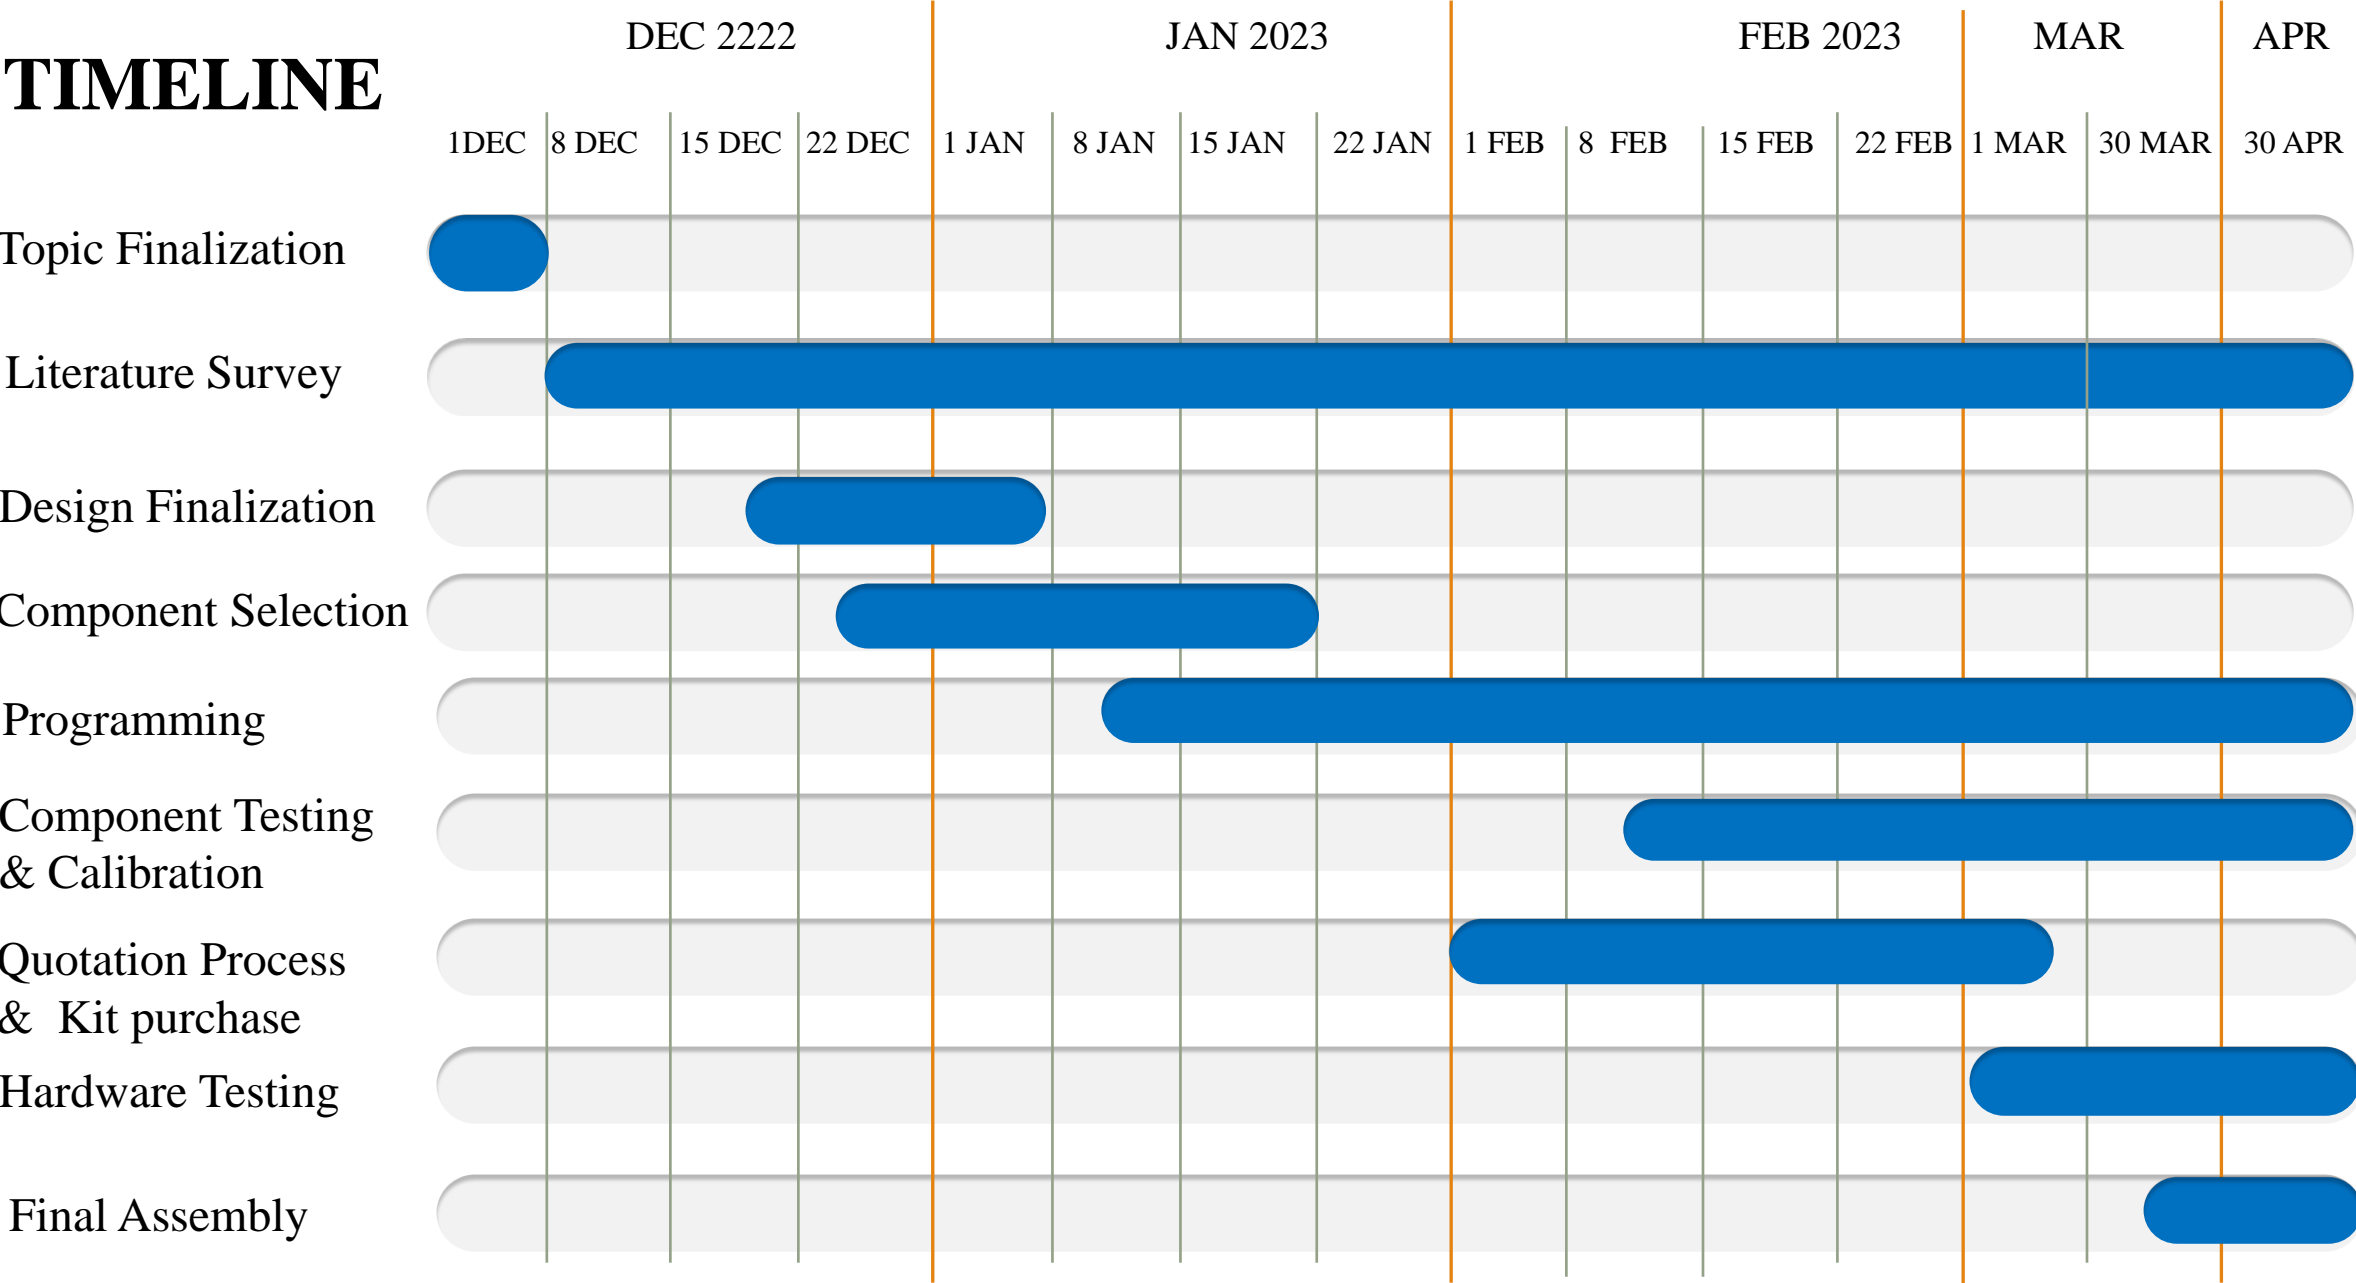 DEC 2222 JAN 2023 FEB 2023 MAR APR
TIMELINE
1DEC 8 DEC 15 DEC 22 DEC 1 JAN 8 JAN 15 JAN 22 JAN 1 FEB 8 FEB 15 FEB 22 FEB 1 MAR 30 MAR 30 APR
Topic Finalization
Literature Survey
Design Finalization
Component Selection
Programming
Component Testing
& Calibration
Quotation Process
& Kit purchase
Hardware Testing
Final Assembly